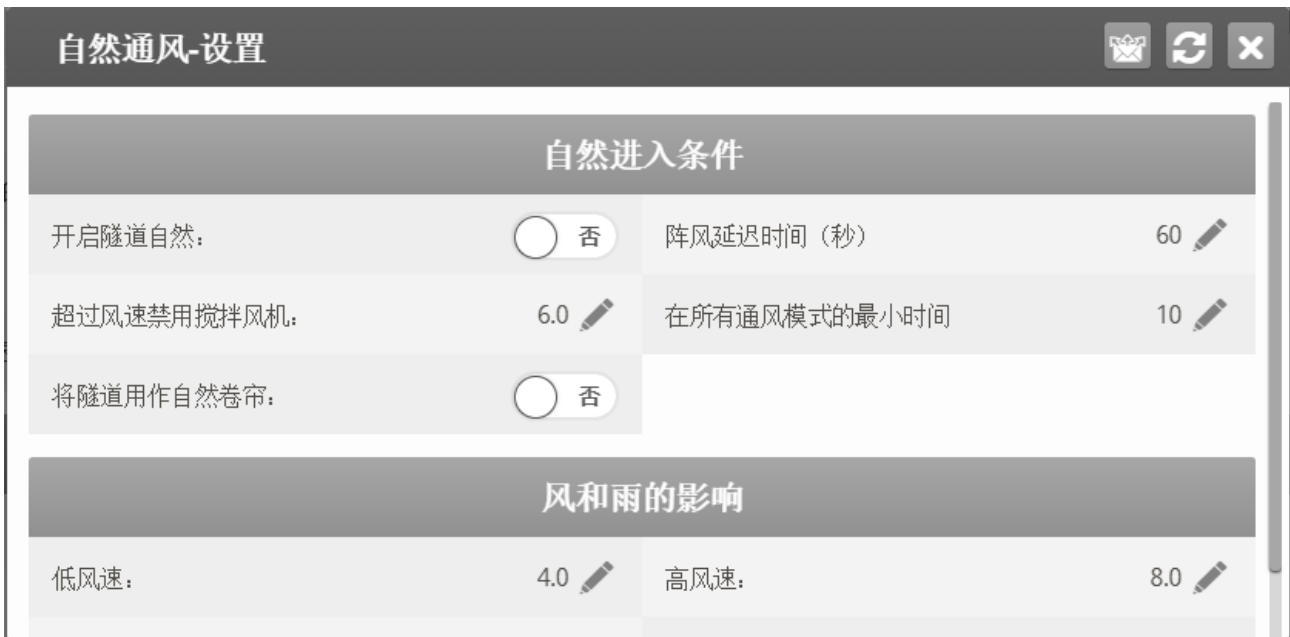 自然通风-设置
自然进入条件
开启隧道自然： 否 阵风延迟时间（秒） 60
超过风速禁用搅拌风机： 6.0 在所有通风模式的最小时间 10
将隧道用作自然卷帘： 否
风和雨的影响
低风速： 4.0 高风速： 8.0